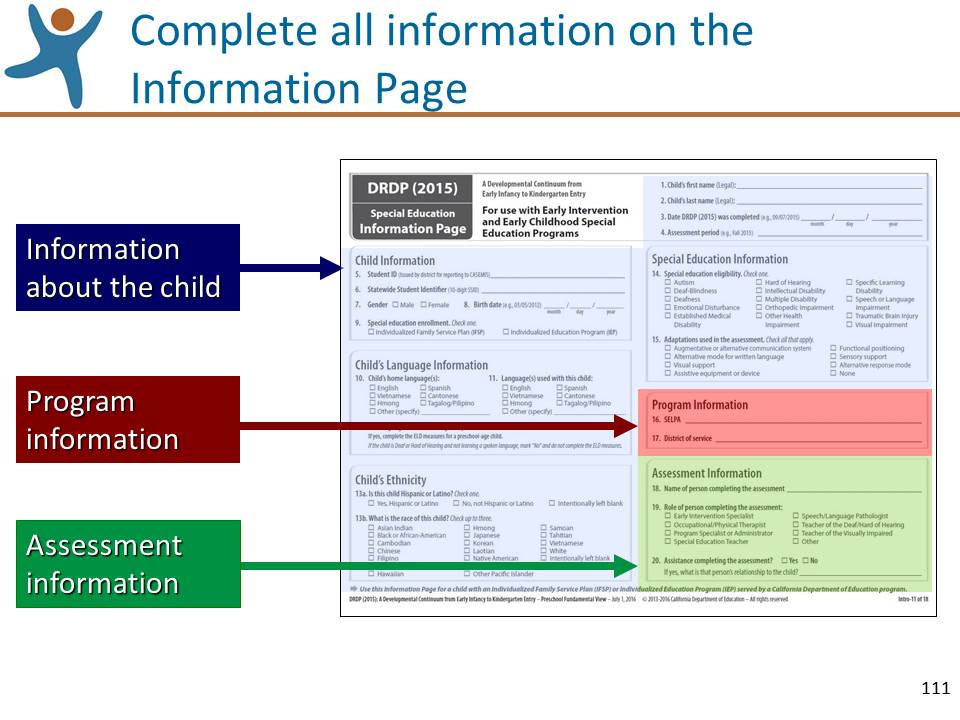 Complete all information on the
Information Page
Information
about the child
Program
information
Assessment
information
DRDP (2015)
Special Education
Information Page
A Developmental Continuum from
Early Infancy to Kindergarten Entry
For use with Early Intervention
and Early Childhood Special
Education Programs
1. Child's first name (Legal):
2. Child's last name (Legal):
3. Date DRDP (2015) was completed (e.g., 09/07/2015) / /
month day year
4. Assessment period (e.g., Fall 2015)
Child Information
5. Student ID (Issued by district for reporting to CASEMIS)
6. Statewide Student Identifier (10-digit SSID)
7. Gender Male Female 8. Birth date (e.g., 03/05/2012) / /
month day year
9. Special education enrollment. Check one.
Individualized Family Service Plan (IFSP) Individualized Education Program (IEP)
Child's Language Information
10. Child's home language(s): 11. Language(s) used with this child:
English Spanish English Spanish
Vietnamese Cantonese Vietnamese Cantonese
Hmong Tagalog/Pilipino Hmong Tagalog/Pilipino
Other (specify) Other (specify)
If yes, complete the ELD measures for a preschool-age child.
If the child is Deaf or Hard of Hearing and not learning a spoken language, mark "No" and do not complete the ELD measures.
Child's Ethnicity
13a. Is this child Hispanic or Latino? Check one.
Yes, Hispanic or Latino No, not Hispanic or Latino Intentionally left blank
13b. What is the race of this child? Check up to three.
Asian Indian Hmong Samoan
Black or African-American Japanese Tahitian
Cambodian Korean Vietnamese
Chinese Laotian White
Filipino Native American Intentionally left blank
Hawaiian Other Pacific Islander
Special Education Information
14. Special education eligibility. Check one.
Autism Hard of Hearing Specific Learning
Deaf-Blindness Intellectual Disability Disability
Deafness Multiple Disability Speech or Language
Emotional Disturbance Orthopedic Impairment Impairment
Established Medical Other Health Traumatic Brain Injury
Disability Impairment Visual Impairment
15. Adaptations used in the assessment. Check all that apply.
Augmentative or alternative communication system Functional positioning
Alternative mode for written language Sensory support
Visual support Alternative response mode
Assistive equipment or device None
Program Information
16. SELPA
17. District of service
Assessment Information
18. Name of person completing the assessment
19. Role of person completing the assessment:
Early Intervention Specialist Speech/Language Pathologist
Occupational/Physical Therapist Teacher of the Deaf/Hard of Hearing
Program Specialist or Administrator Teacher of the Visually Impaired
Special Education Teacher Other
20. Assistance completing the assessment? Yes No
If yes, what is that person's relationship to the child?
Use this Information Page for a child with an Individualized Family Service Plan (IFSP) or Individualized Education Program (IEP) served by a California Department of Education program.
DRDP (2015): A Developmental Continuum from Early Infancy to Kindergarten Entry – Preschool Fundamental View – July 1, 2016 © 2013-2016 California Department of Education – All rights reserved Intro-11 of 18
111